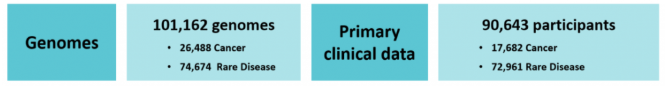 Genomes
101,162 genomes
• 26,488 Cancer
• 74,674 Rare Disease
Primary
clinical data
90,643 participants
• 17,682 Cancer
• 72,961 Rare Disease